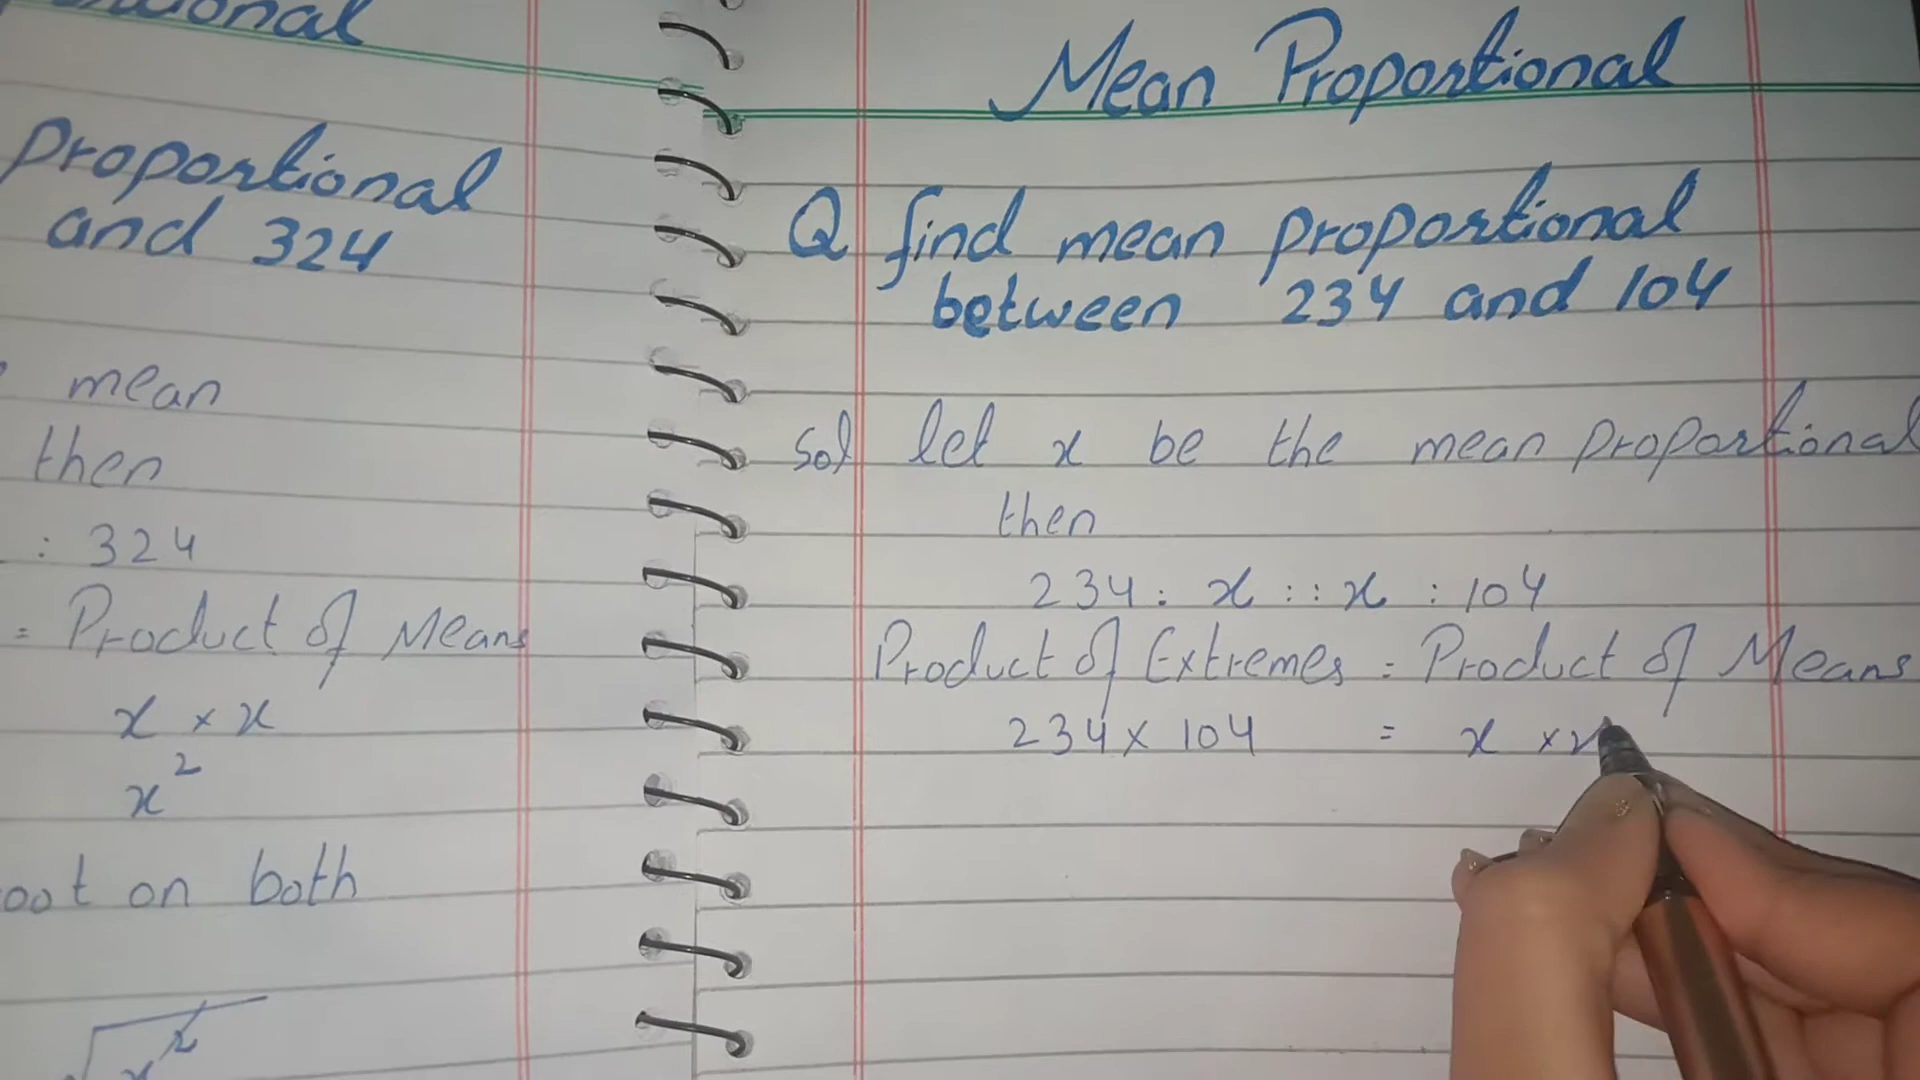 Proportional
and 324
mean
then
: 324
= Product of Means
x × x
x²
on both
Mean Proportional
Q find mean proportional
between 234 and 104
Sol let x be the mean proportional
then
234 : x :: x : 104
Product of Extremes = Product of Means
234 × 104 = x × x